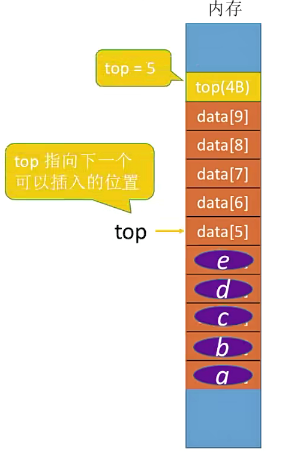 内存
top = 5
top(4B)
data[9]
data[8]
data[7]
top 指向下一个
可以插入的位置
data[6]
top
data[5]
e
d
c
b
a